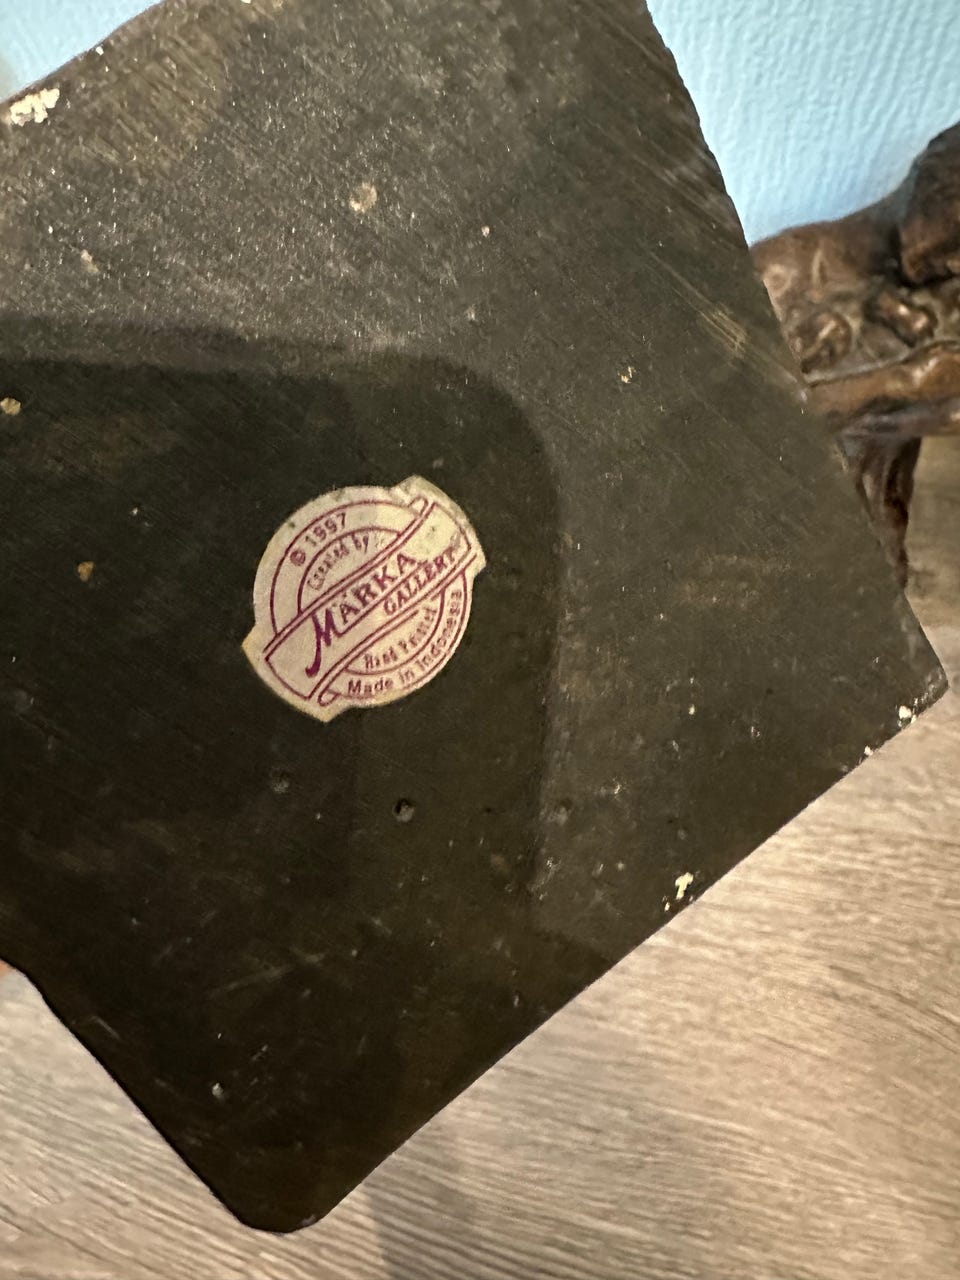 © 1997
Created by
MARKA
GALLERY
Hand Painted
Made in Indonesia